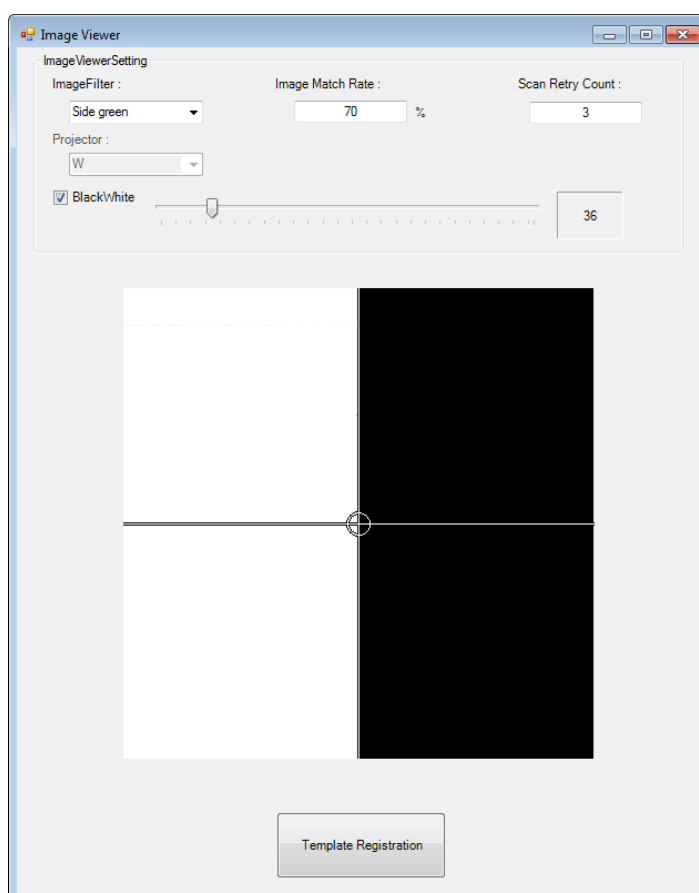 Image Viewer
ImageViewerSetting
ImageFilter : Image Match Rate : Scan Retry Count :
Side green 70 % 3
Projector :
W
BlackWhite 36
Template Registration